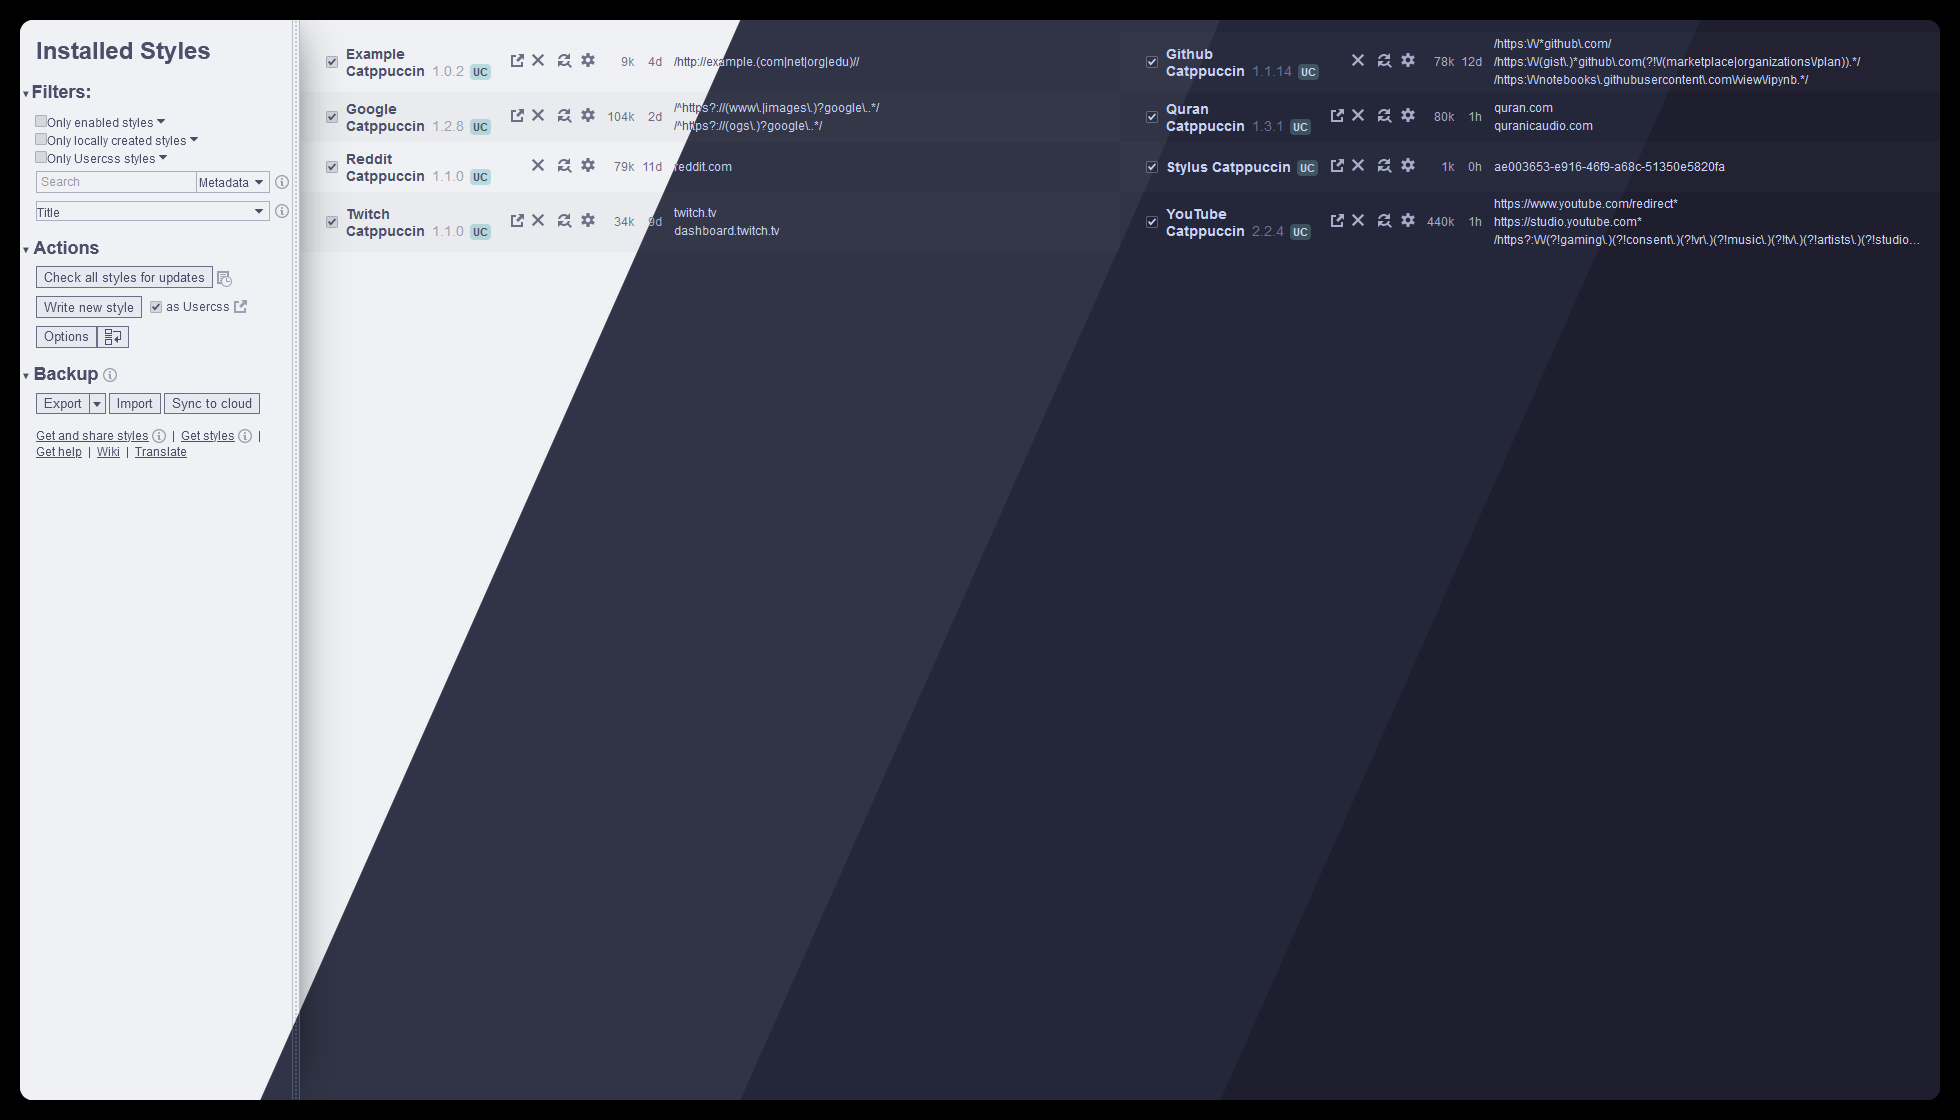 Installed Styles
Filters:
Only enabled styles
Only locally created styles
Only Usercss styles
Search Metadata
Title
Actions
Check all styles for updates
Write new style as Usercss
Options
Backup
Export Import Sync to cloud
Get and share styles | Get styles |
Get help | Wiki | Translate
Example
Catppuccin 1.0.2 UC 9k 4d /http://example.(com|net|org|edu)//
Google
Catppuccin 1.2.8 UC 104k 2d
/^https?://(www\.|images\.)?google\..*/
/^https?://(ogs\.)?google\..*/
Reddit
Catppuccin 1.1.0 UC 79k 11d reddit.com
Twitch
Catppuccin 1.1.0 UC 34k 9d
twitch.tv
dashboard.twitch.tv
Github
Catppuccin 1.1.14 UC 78k 12d
/https:\/\/*github\.com/
/https:\/\/(gist\.)*github\.com(?!\/(marketplace|organizations\/plan)).*/
/https:\/\/notebooks\.githubusercontent\.com\/view\/ipynb.*/
Quran
Catppuccin 1.3.1 UC 80k 1h
quran.com
quranicaudio.com
Stylus Catppuccin UC 1k 0h ae003653-e916-46f9-a68c-51350e5820fa
YouTube
Catppuccin 2.2.4 UC 440k 1h
https://www.youtube.com/redirect*
https://studio.youtube.com*
/https?:\/\/(?!gaming\.)(?!consent\.)(?!vr\.)(?!music\.)(?!tv\.)(?!artists\.)(?!studio...